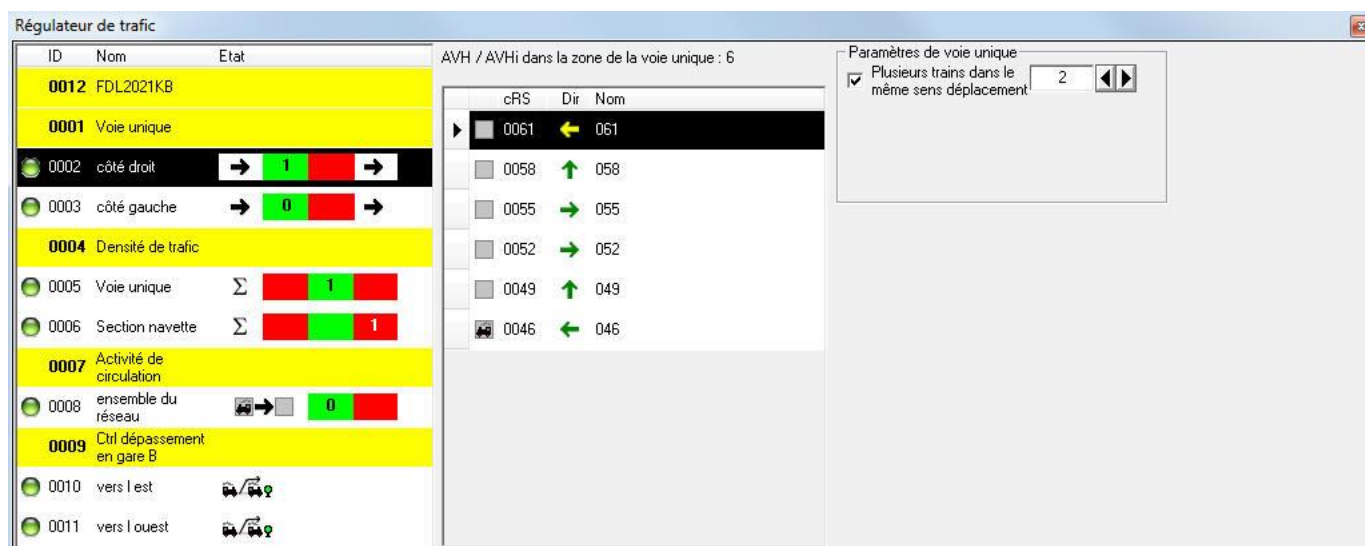 Régulateur de trafic
ID Nom Etat
0012 FDL2021KB
0001 Voie unique
0002 côté droit 1
0003 côté gauche 0
0004 Densité de trafic
0005 Voie unique Σ 1
0006 Section navette Σ 1
0007 Activité de
circulation
0008 ensemble du
réseau 0
0009 Ctrl dépassement
en gare B
0010 vers l est
0011 vers l ouest
AVH / AVHi dans la zone de la voie unique : 6
cRS Dir Nom
0061 061
0058 058
0055 055
0052 052
0049 049
0046 046
Paramètres de voie unique
Plusieurs trains dans le
même sens déplacement 2